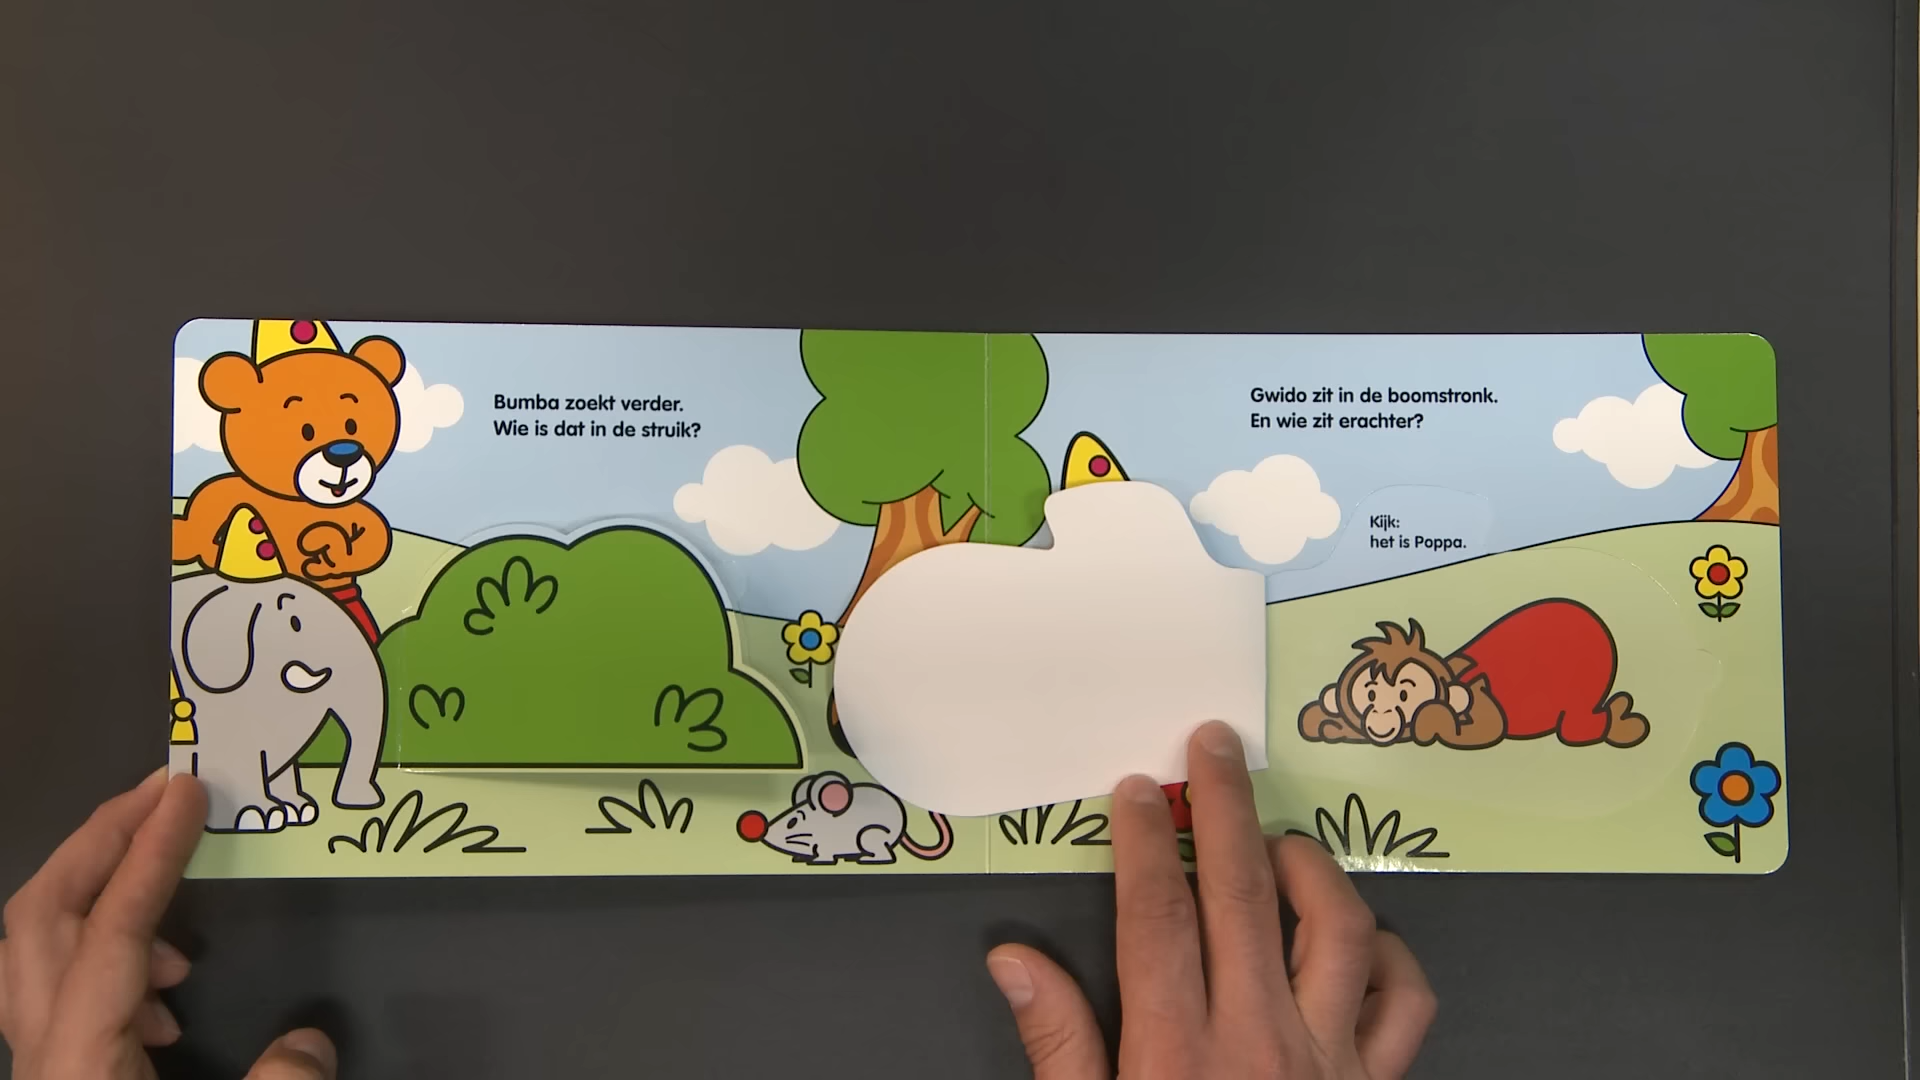 Bumba zoekt verder.
Wie is dat in de struik?
Gwido zit in de boomstronk.
En wie zit erachter?
Kijk:
het is Poppa.